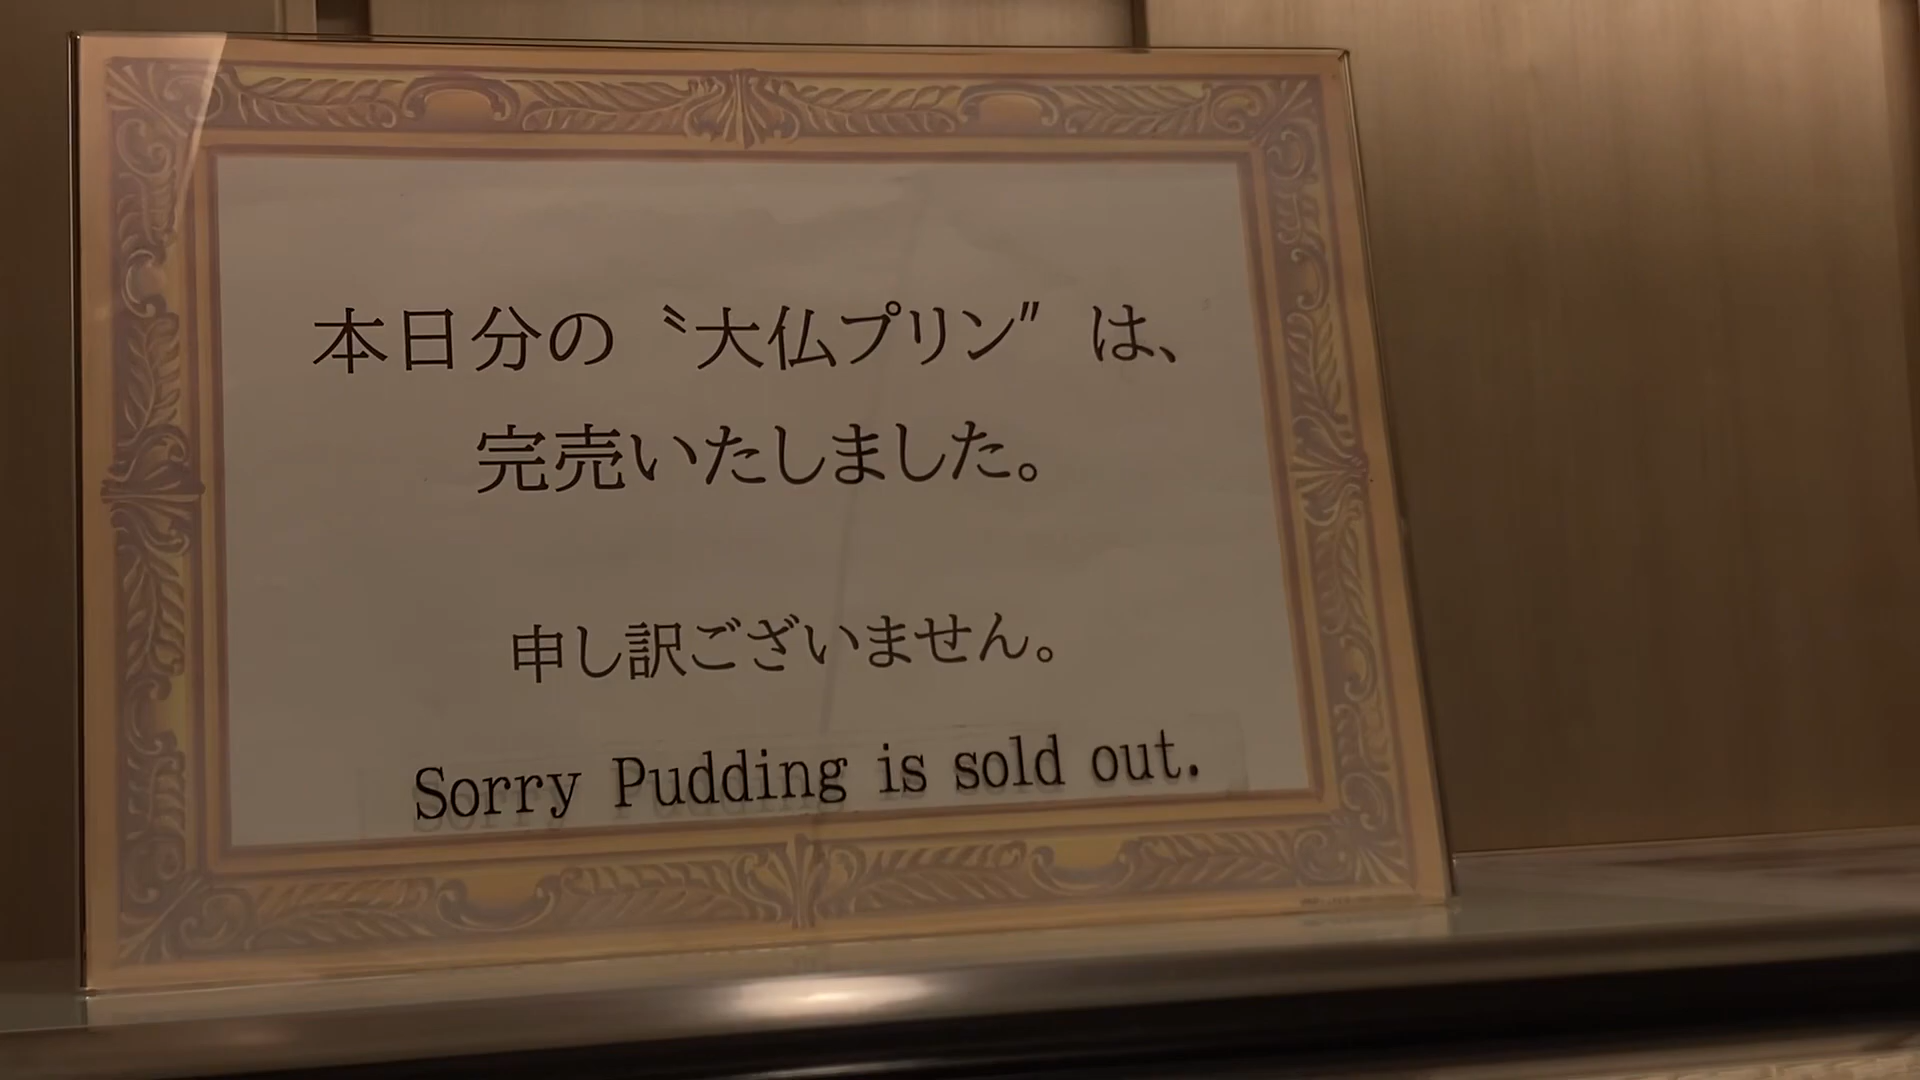 本日分の〝大仏プリン〞は、
完売いたしました。
申し訳ございません。
Sorry Pudding is sold out.